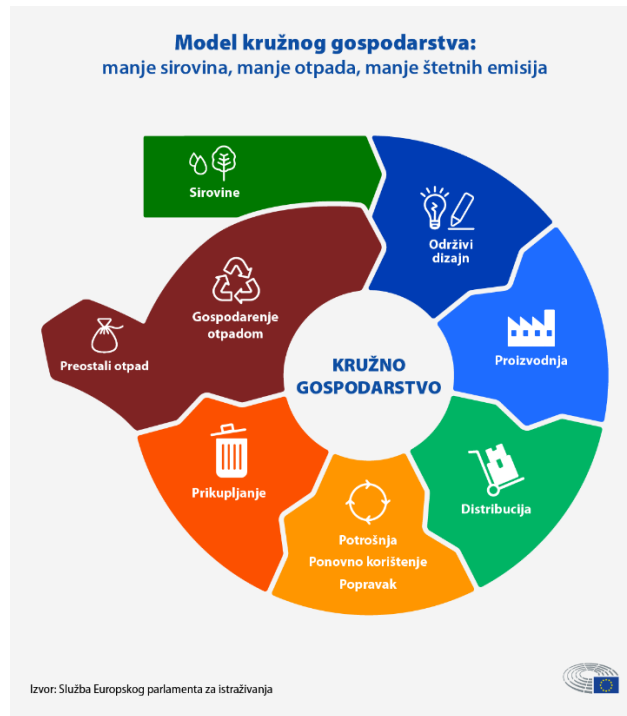 Model kružnog gospodarstva:
manje sirovina, manje otpada, manje štetnih emisija
Sirovine
Održivi
dizajn
Gospodarenje
otpadom
Preostali otpad
Proizvodnja
KRUŽNO
GOSPODARSTVO
Prikupljanje
Distribucija
Potrošnja
Ponovno korištenje
Popravak
Izvor: Služba Europskog parlamenta za istraživanja